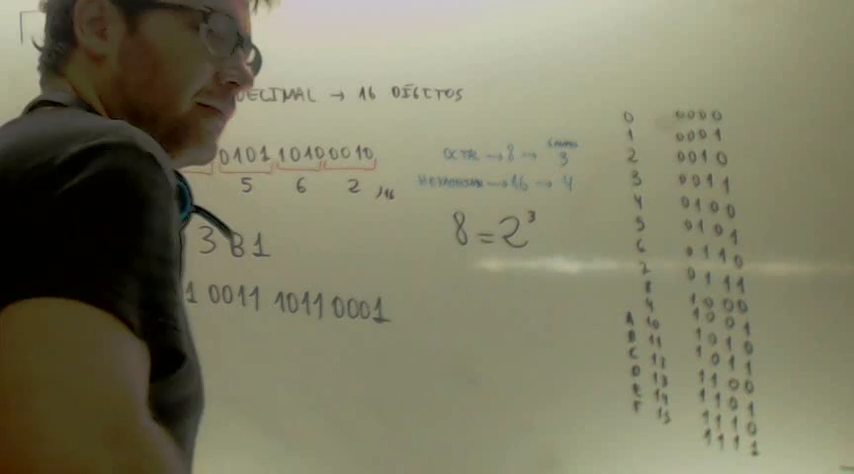 DECIMAL → 16 DÍGITOS
0101 1010 0010
5 6 2 )16
3 B 1
1 0011 1011 0001
OCTAL → 8 → 3
HEXADECIMAL → 16 → 4
8 = 2³
0 0000
1 0001
2 0010
3 0011
4 0100
5 0101
6 0110
7 0111
8 1000
9 1001
A 10 1010
B 11 1011
C 12 1100
D 13 1101
E 14 1110
F 15 1111